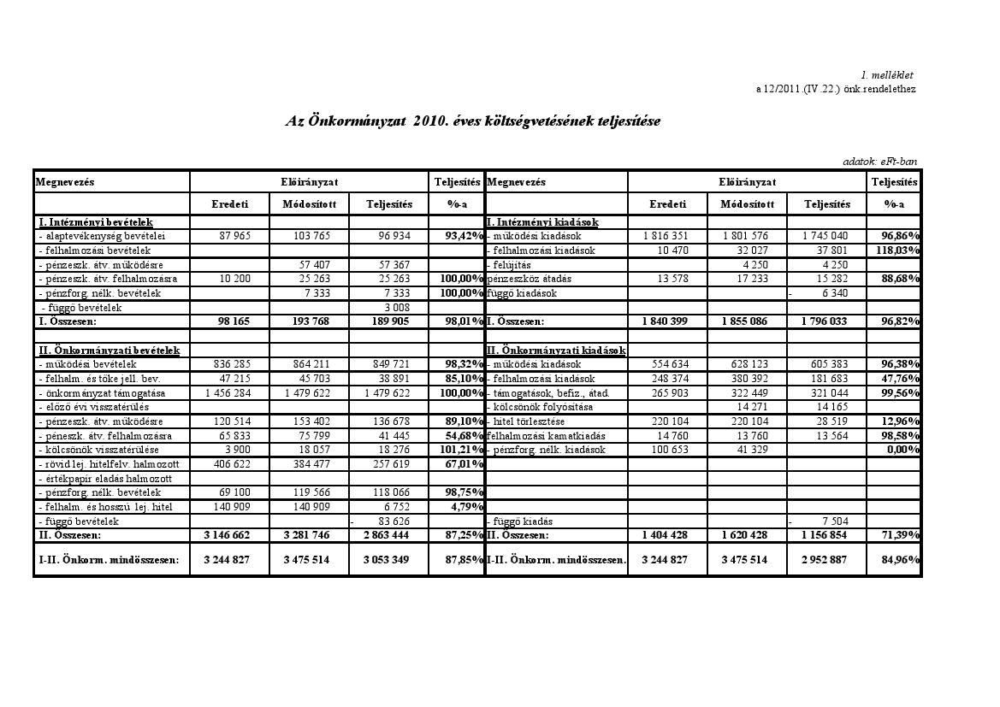 1. melléklet
a 12/2011.(IV .22.) önk.rendelethez
Az Önkormányzat 2010. éves költségvetésének teljesítése
adatok: eFt-ban
Megnevezés Előirányzat Teljesítés Megnevezés Előirányzat Teljesítés
Eredeti Módosított Teljesítés %-a Eredeti Módosított Teljesítés %-a
I. Intézményi bevételek I. Intézményi kiadások
- alaptevékenység bevételei 87 965 103 765 96 934 93,42% - működési kiadások 1 816 351 1 801 576 1 745 040 96,86%
- felhalmozási bevételek - felhalmozási kiadások 10 470 32 027 37 801 118,03%
- pénzeszk. átv. működésre 57 407 57 367 - felújítás 4 250 4 250
- pénzeszk. átv. felhalmozásra 10 200 25 263 25 263 100,00% pénzeszköz átadás 13 578 17 233 15 282 88,68%
- pénzforg. nélk. bevételek 7 333 7 333 100,00% függő kiadások - 6 340
- függő bevételek 3 008
I. Összesen: 98 165 193 768 189 905 98,01% I. Összesen: 1 840 399 1 855 086 1 796 033 96,82%
II. Önkormányzati bevételek II. Önkormányzati kiadások
- működési bevételek 836 285 864 211 849 721 98,32% - működési kiadások 554 634 628 123 605 383 96,38%
- felhalm. és tőke jell. bev. 47 215 45 703 38 891 85,10% - felhalmozási kiadások 248 374 380 392 181 683 47,76%
- önkormányzat támogatása 1 456 284 1 479 622 1 479 622 100,00% - támogatások, befiz., átad. 265 903 322 449 321 044 99,56%
- előző évi visszatérülés - kölcsönök folyósítása 14 271 14 165
- pénzeszk. átv. működésre 120 514 153 402 136 678 89,10% - hitel törlesztése 220 104 220 104 28 519 12,96%
- péneszk. átv. felhalmozásra 65 833 75 799 41 445 54,68% felhalmozási kamatkiadás 14 760 13 760 13 564 98,58%
- kölcsönök visszatérülése 3 900 18 057 18 276 101,21% - pénzforg. nélk. kiadások 100 653 41 329 0,00%
- rövid lej. hitelfelv. halmozott 406 622 384 477 257 619 67,01%
- értékpapír eladás halmozott
- pénzforg. nélk. bevételek 69 100 119 566 118 066 98,75%
- felhalm. és hosszú lej. hitel 140 909 140 909 6 752 4,79%
- függő bevételek - 83 626 - függő kiadás - 7 504
II. Összesen: 3 146 662 3 281 746 2 863 444 87,25% II. Összesen: 1 404 428 1 620 428 1 156 854 71,39%
I-II. Önkorm. mindösszesen: 3 244 827 3 475 514 3 053 349 87,85% I-II. Önkorm. mindösszesen. 3 244 827 3 475 514 2 952 887 84,96%